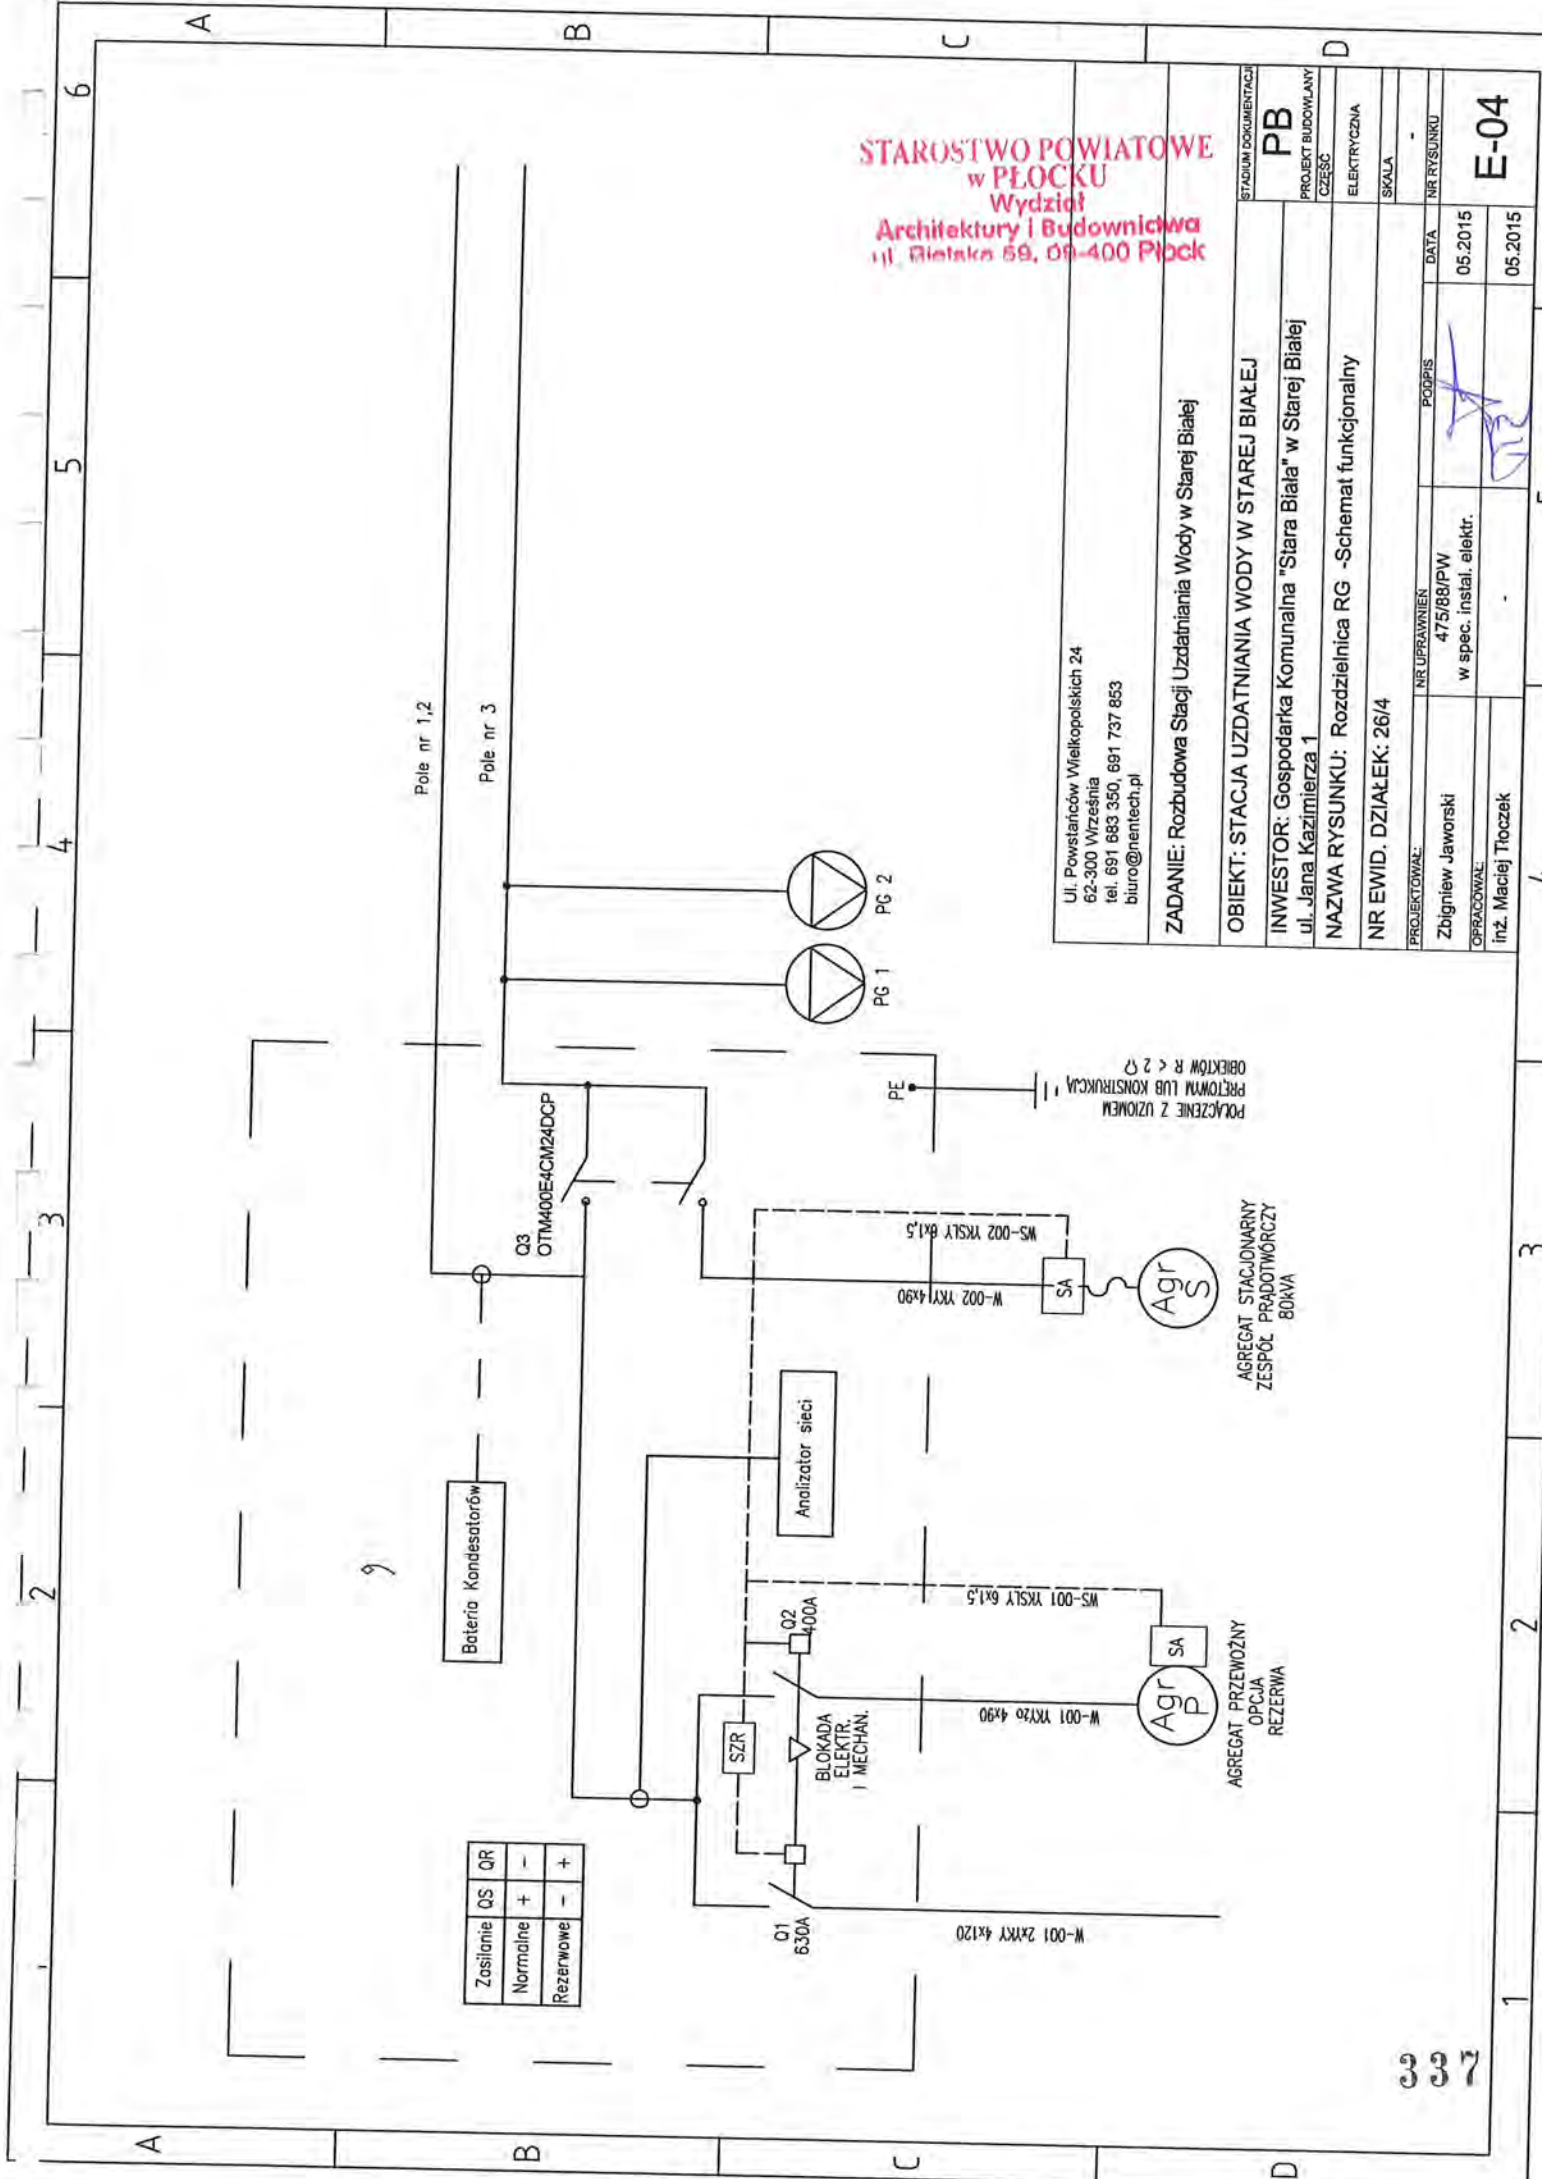 A
B
C
D
1
2
3
4
5
6
Pole nr 1,2
Pole nr 3
Bateria Kondesatorów
Q3
OTM400E4CM24DCP
PG 1
PG 2
Zasilanie QS QR
Normalne + -
Rezerwowe - +
Analizator sieci
SZR
Q1
630A
Q2
400A
BLOKADA
ELEKTR.
I MECHAN.
PE
POŁĄCZENIE Z UZIOMEM
PRĘTOWYM LUB KONSTRUKCJĄ
OBIEKTÓW R < 2 Ω
W-001 2xYKY 4x120
W-001 YKYżo 4x90
WS-001 YKSLY 6x1,5
W-002 YKY 4x90
WS-002 YKSLY 6x1,5
SA
Agr
P
AGREGAT PRZEWOŹNY
OPCJA
REZERWA
SA
Agr
S
AGREGAT STACJONARNY
ZESPÓŁ PRĄDOTWÓRCZY
80kVA
STAROSTWO POWIATOWE
w PŁOCKU
Wydział
Architektury i Budownictwa
ul. Bielska 59, 09-400 Płock
Ul. Powstańców Wielkopolskich 24
62-300 Września
tel. 691 683 350, 691 737 853
biuro@nentech.pl
ZADANIE: Rozbudowa Stacji Uzdatniania Wody w Starej Białej
OBIEKT: STACJA UZDATNIANIA WODY W STAREJ BIAŁEJ
STADIUM DOKUMENTACJI
PB
PROJEKT BUDOWLANY
INWESTOR: Gospodarka Komunalna "Stara Biała" w Starej Białej
ul. Jana Kazimierza 1
CZĘŚĆ
ELEKTRYCZNA
NAZWA RYSUNKU: Rozdzielnica RG -Schemat funkcjonalny
NR EWID. DZIAŁEK: 26/4
SKALA
-
PROJEKTOWAŁ: NR UPRAWNIEŃ PODPIS DATA NR RYSUNKU
Zbigniew Jaworski 475/88/PW
w spec. instal. elektr. 05.2015
E-04
OPRACOWAŁ:
inż. Maciej Tłoczek - 05.2015
1
2
3
A
B
C
D
337